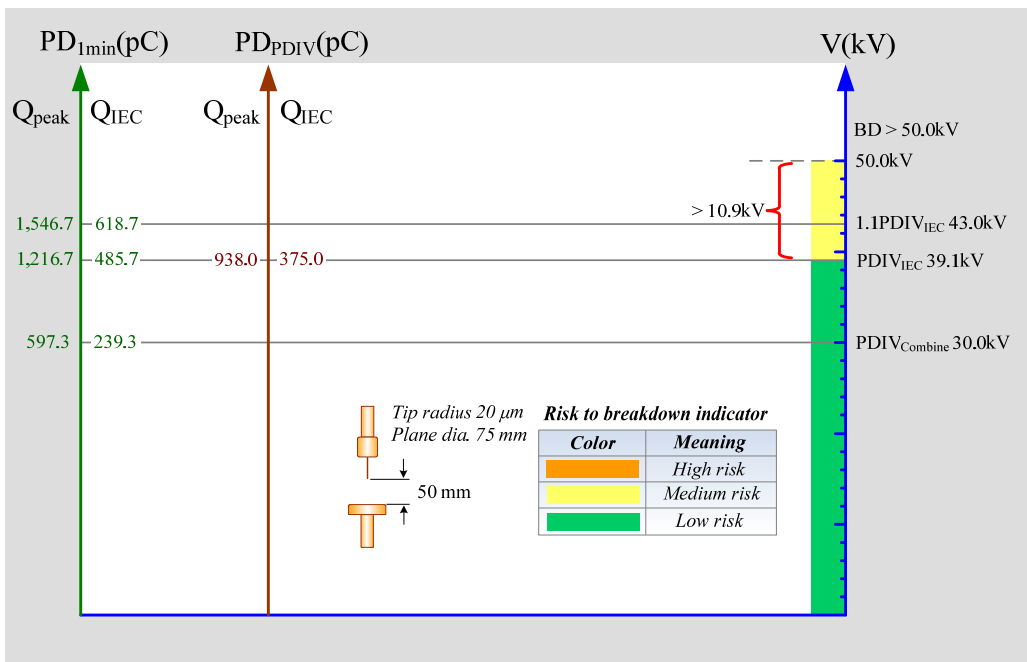 PD1min(pC)
PDPDIV(pC)
V(kV)
Qpeak
QIEC
Qpeak
QIEC
BD > 50.0kV
50.0kV
> 10.9kV
1,546.7
618.7
1.1PDIVIEC 43.0kV
1,216.7
485.7
938.0
375.0
PDIVIEC 39.1kV
597.3
239.3
PDIVCombine 30.0kV
Tip radius 20 μm
Plane dia. 75 mm
50 mm
Risk to breakdown indicator
Color
Meaning
High risk
Medium risk
Low risk